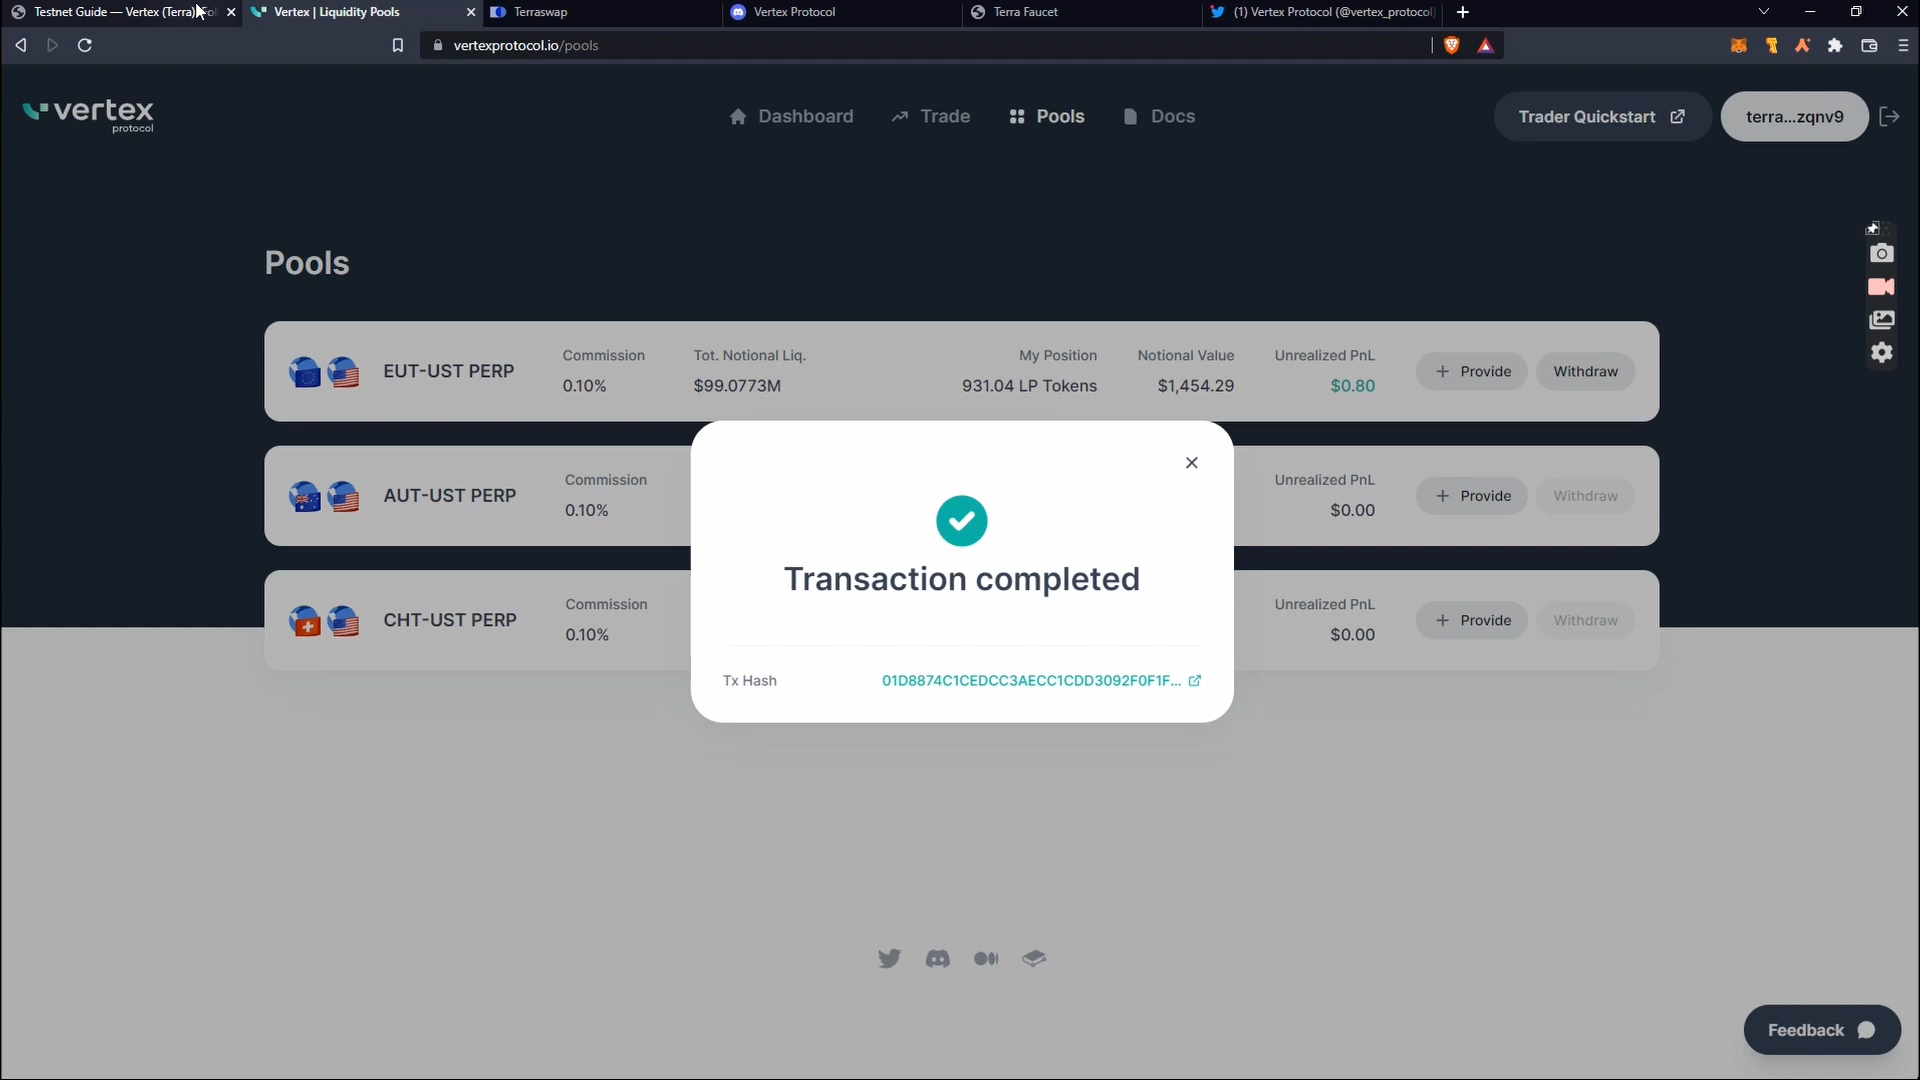 Testnet Guide — Vertex (Terra)
Vertex | Liquidity Pools
Terraswap
Vertex Protocol
Terra Faucet
(1) Vertex Protocol (@vertex_protocol)
vertexprotocol.io/pools
vertex
protocol
Dashboard
Trade
Pools
Docs
Trader Quickstart
terra...zqnv9
Pools
EUT-UST PERP
Commission
0.10%
Tot. Notional Liq.
$99.0773M
My Position
931.04 LP Tokens
Notional Value
$1,454.29
Unrealized PnL
$0.80
+ Provide
Withdraw
AUT-UST PERP
Commission
0.10%
Unrealized PnL
$0.00
+ Provide
Withdraw
CHT-UST PERP
Commission
0.10%
Unrealized PnL
$0.00
+ Provide
Withdraw
Transaction completed
Tx Hash
01D8874C1CEDCC3AECC1CDD3092F0F1F...
Feedback